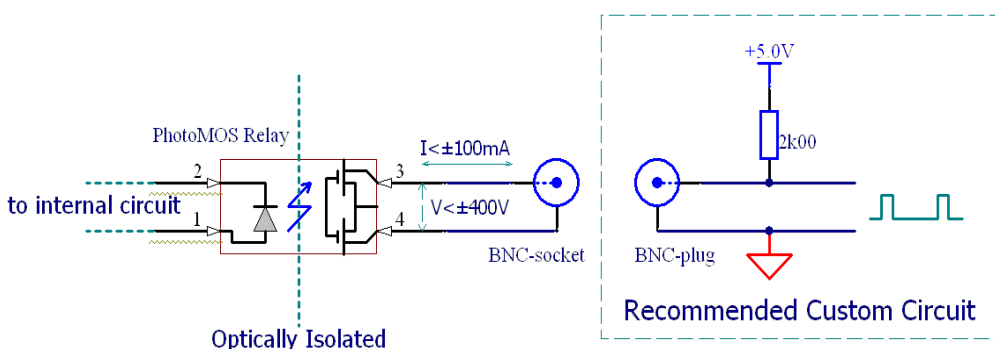 PhotoMOS Relay
2
1
to internal circuit
3
4
I<±100mA
V<±400V
BNC-socket
Optically Isolated
+5.0V
2k00
BNC-plug
Recommended Custom Circuit